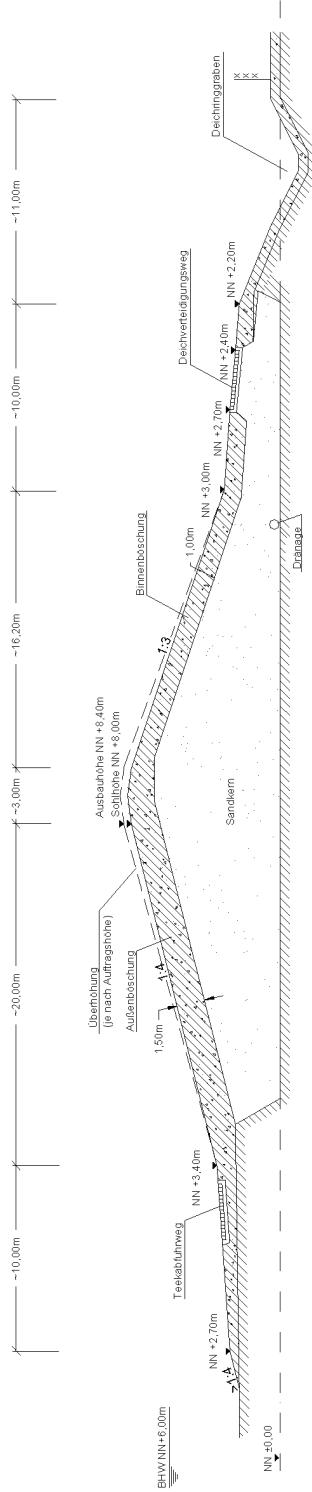 ~10,00m
~20,00m
~3,00m
~16,20m
~10,00m
~11,00m
BHW NN+6,00m
NN ±0,00
~1:4
NN +2,70m
Teekabfuhrweg
NN +3,40m
1,50m
1:4
Überhöhung
(je nach Auftragshöhe)
Außenböschung
Ausbauhöhe NN +8,40m
Sohlhöhe NN +8,00m
Sandkern
1:3
Binnenböschung
1,00m
NN +3,00m
Dränage
NN +2,70m
NN +2,40m
Deichverteidigungsweg
NN +2,20m
Deichringgraben
x x x